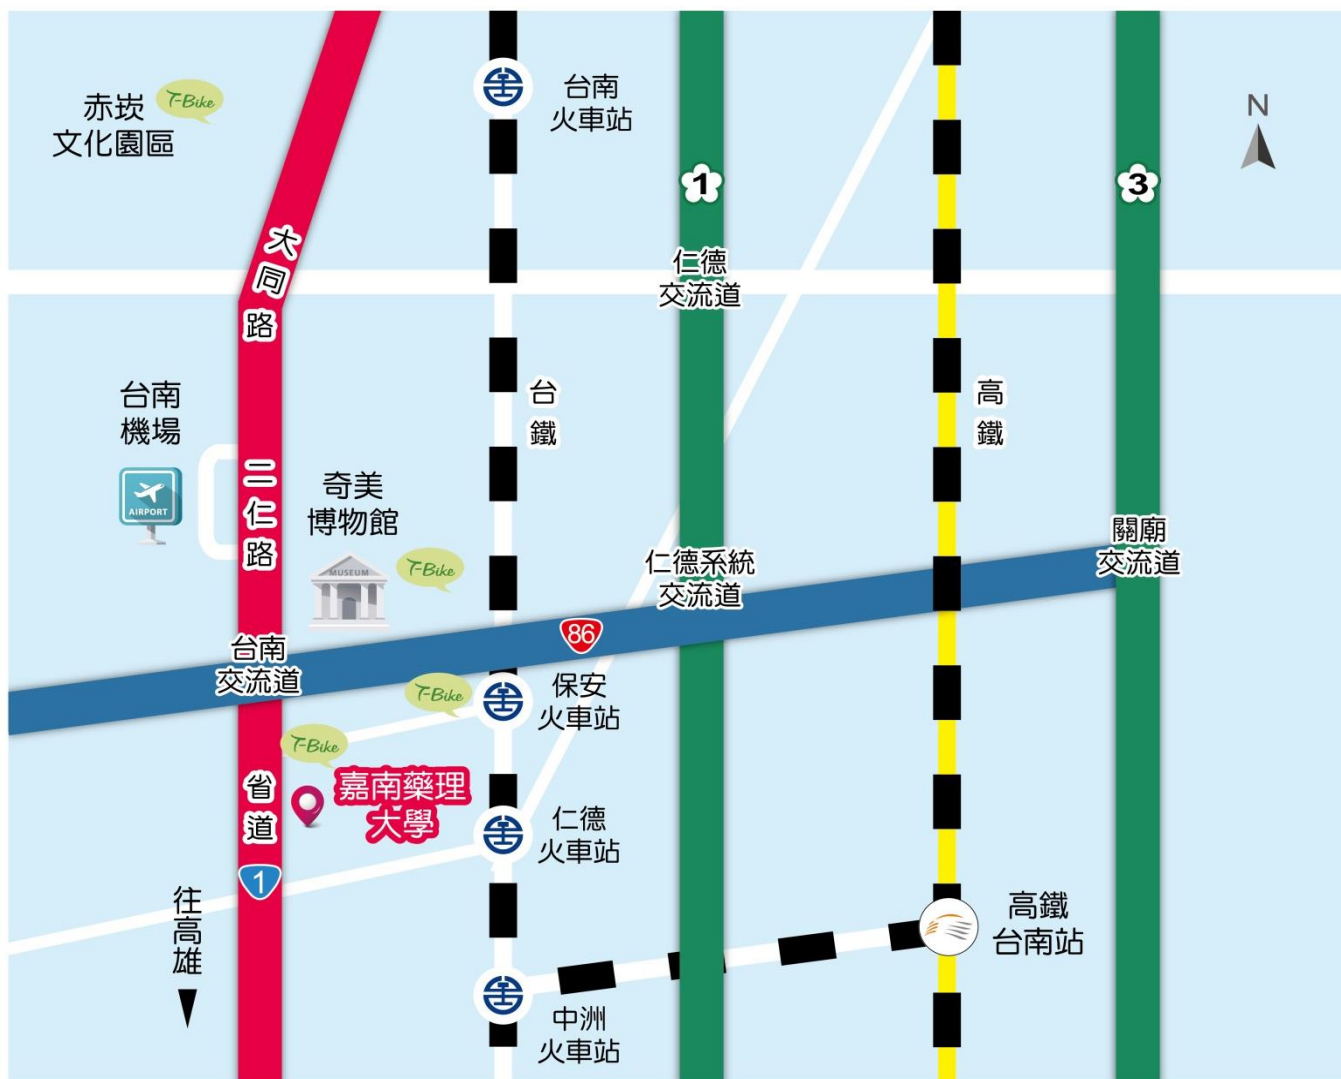 台南
火車站
N
赤崁
文化園區
T-Bike
1
3
大同路
仁德
交流道
台鐵
高鐵
台南
機場
AIRPORT
二仁路
奇美
博物館
MUSEUM
T-Bike
仁德系統
交流道
關廟
交流道
86
台南
交流道
T-Bike
保安
火車站
T-Bike
嘉南藥理
大學
省道
1
仁德
火車站
往高雄
高鐵
台南站
中洲
火車站